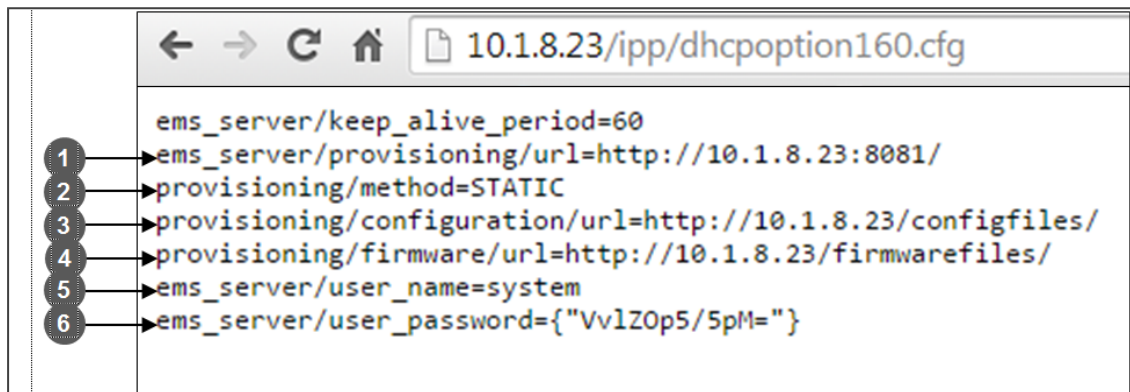 10.1.8.23/ipp/dhcpoption160.cfg
ems_server/keep_alive_period=60
1 ems_server/provisioning/url=http://10.1.8.23:8081/
2 provisioning/method=STATIC
3 provisioning/configuration/url=http://10.1.8.23/configfiles/
4 provisioning/firmware/url=http://10.1.8.23/firmwarefiles/
5 ems_server/user_name=system
6 ems_server/user_password={"VvlZOp5/5pM="}